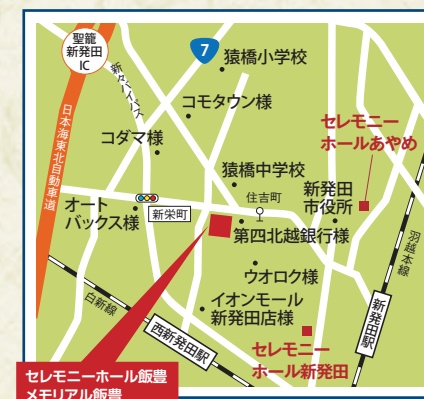 聖籠
新発田
IC
7
猿橋小学校
新々バイパス
コモタウン様
日本海東北自動車道
コダマ様
セレモニー
ホールあやめ
猿橋中学校
住吉町
新発田
市役所
オート
バックス様
新栄町
第四北越銀行様
羽越本線
ウオロク様
白新線
イオンモール
新発田店様
新発田駅
西新発田駅
セレモニー
ホール新発田
セレモニーホール飯豊
メモリアル飯豊